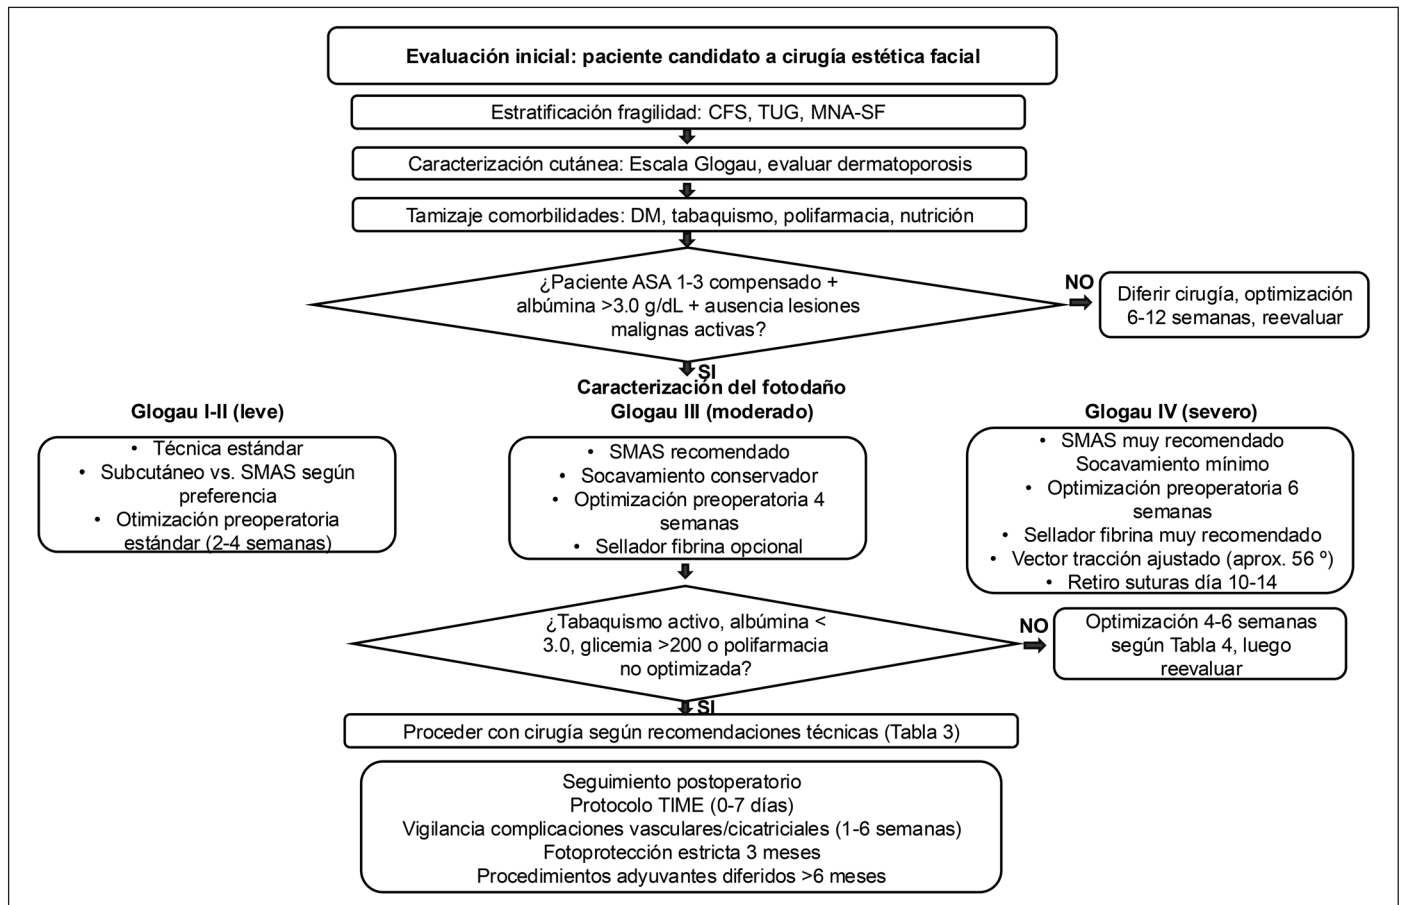 Evaluación inicial: paciente candidato a cirugía estética facial
Estratificación fragilidad: CFS, TUG, MNA-SF
Caracterización cutánea: Escala Glogau, evaluar dermatoporosis
Tamizaje comorbilidades: DM, tabaquismo, polifarmacia, nutrición
¿Paciente ASA 1-3 compensado +
albúmina >3.0 g/dL + ausencia lesiones
malignas activas?
NO
Diferir cirugía, optimización
6-12 semanas, reevaluar
SI
Caracterización del fotodaño
Glogau I-II (leve)
• Técnica estándar
• Subcutáneo vs. SMAS según
preferencia
• Otimización preoperatoria
estándar (2-4 semanas)
Glogau III (moderado)
• SMAS recomendado
• Socavamiento conservador
• Optimización preoperatoria 4
semanas
• Sellador fibrina opcional
Glogau IV (severo)
• SMAS muy recomendado
Socavamiento mínimo
• Optimización preoperatoria 6
semanas
• Sellador fibrina muy recomendado
• Vector tracción ajustado (aprox. 56 º)
• Retiro suturas día 10-14
¿Tabaquismo activo, albúmina <
3.0, glicemia >200 o polifarmacia
no optimizada?
NO
Optimización 4-6 semanas
según Tabla 4, luego
reevaluar
SI
Proceder con cirugía según recomendaciones técnicas (Tabla 3)
Seguimiento postoperatorio
Protocolo TIME (0-7 días)
Vigilancia complicaciones vasculares/cicatriciales (1-6 semanas)
Fotoprotección estricta 3 meses
Procedimientos adyuvantes diferidos >6 meses